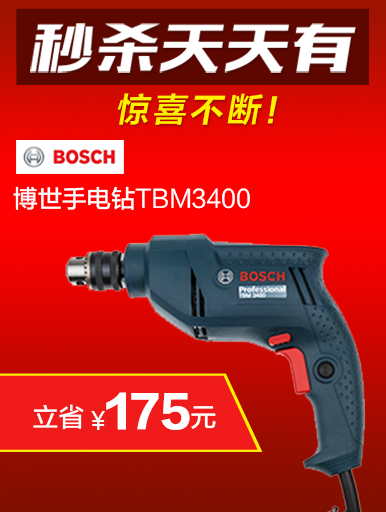 秒杀天天有
惊喜不断!
BOSCH
博世手电钻TBM3400
BOSCH
Professional
TBM 3400
立省¥175元